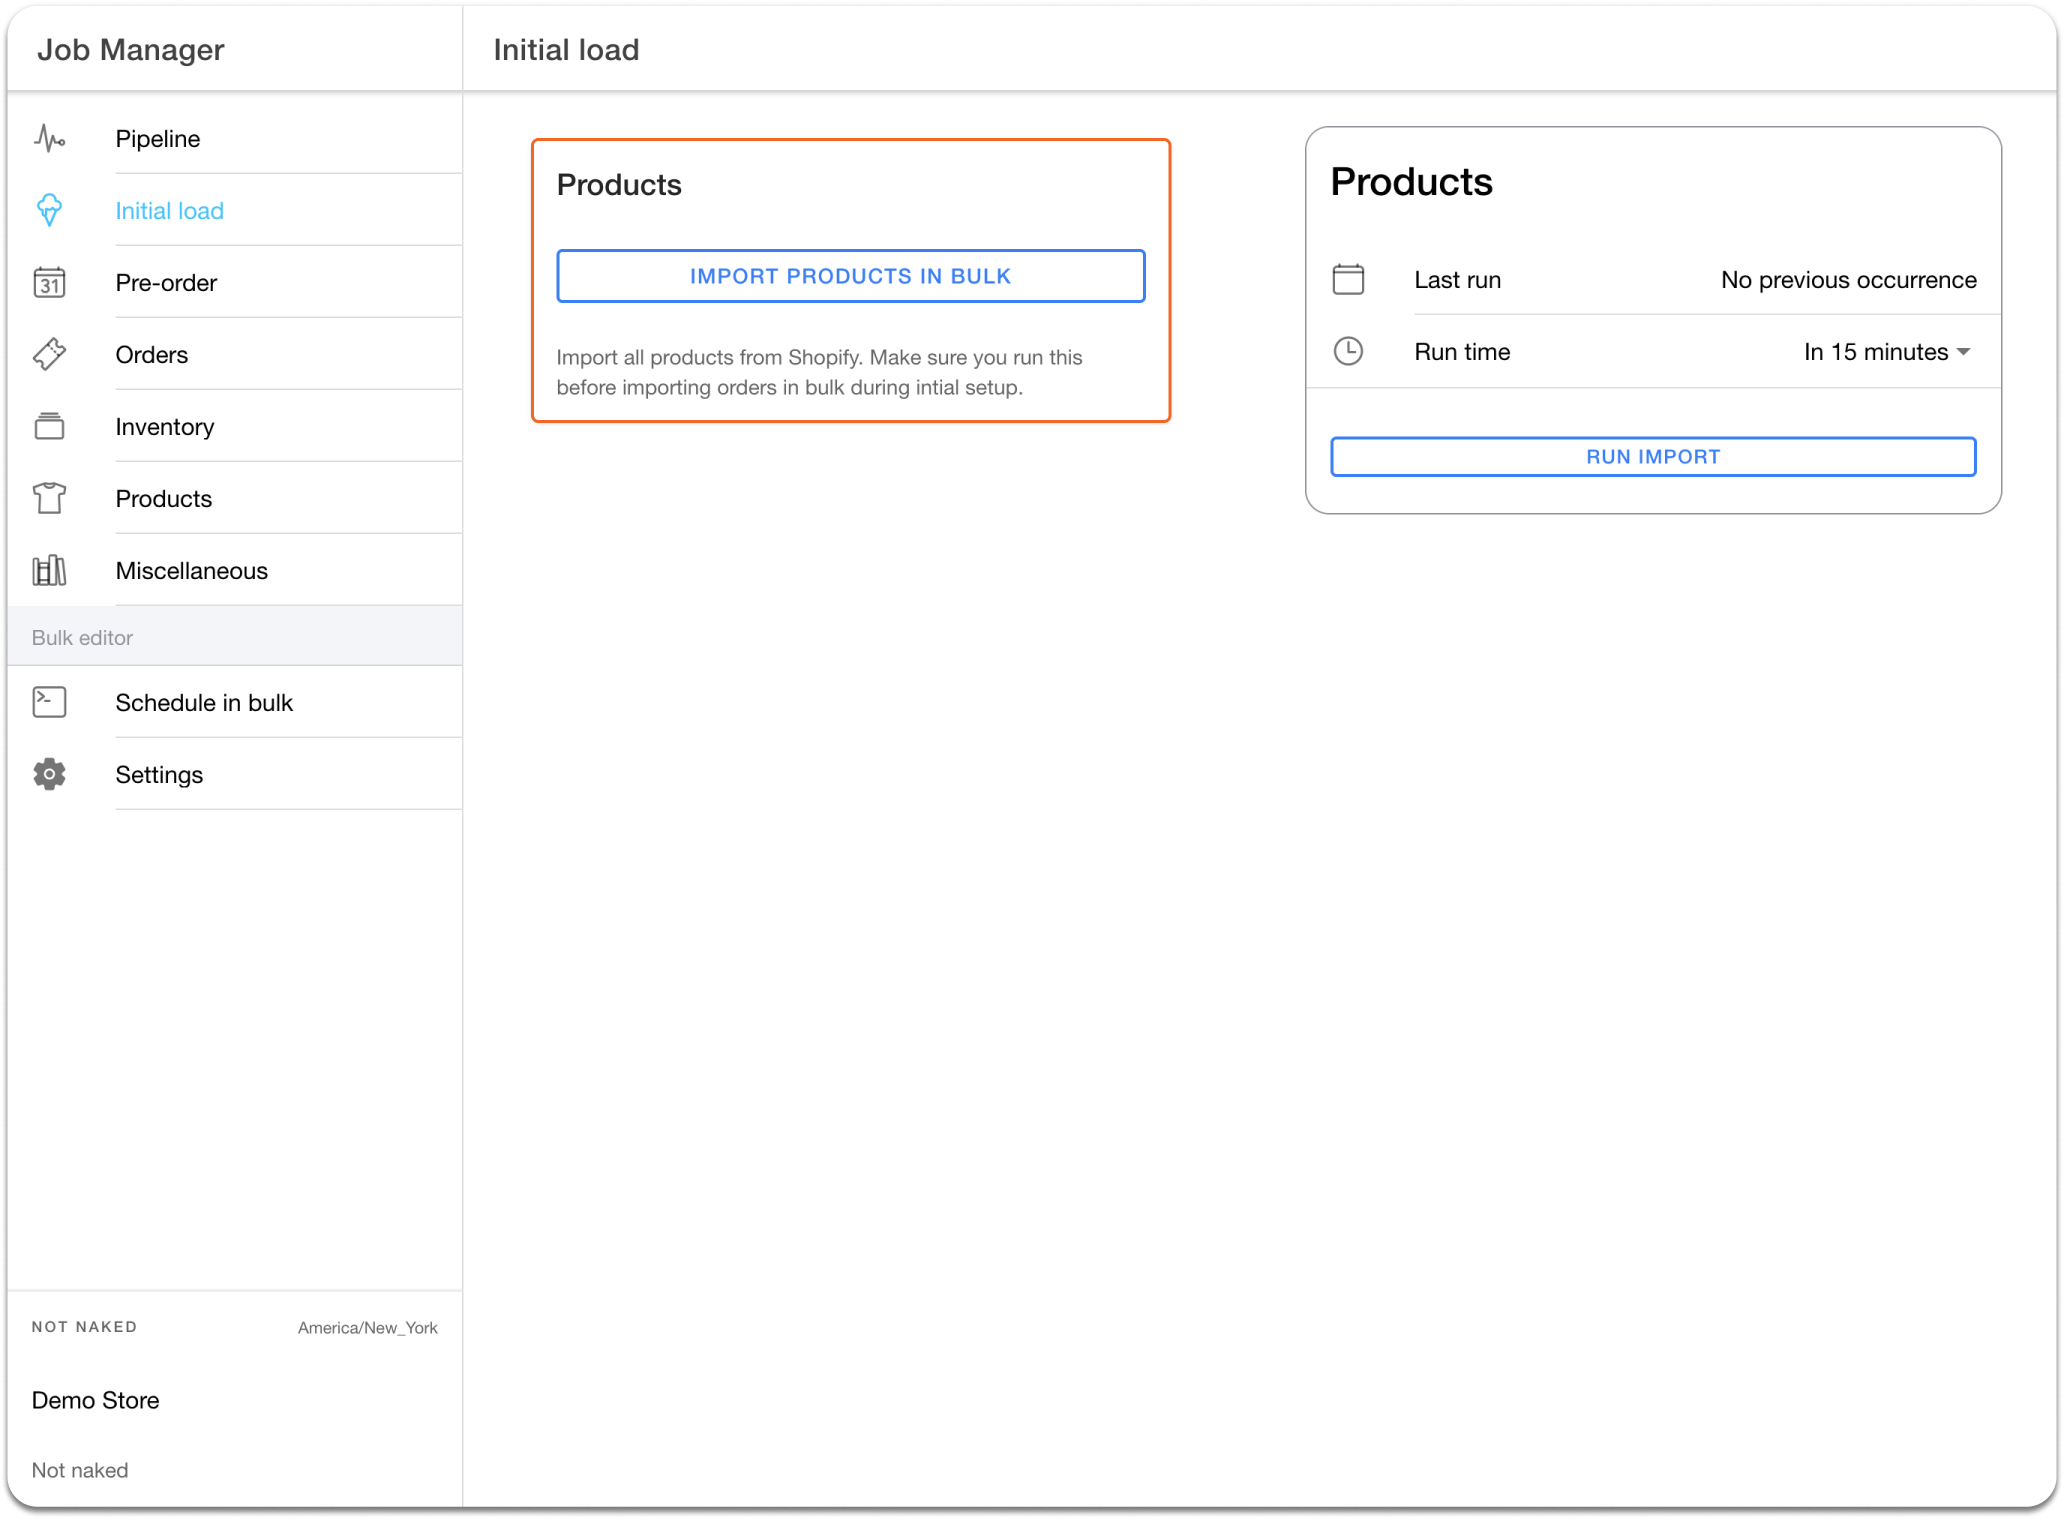 Job Manager
Initial load
Pipeline
Initial load
31
Pre-order
Orders
Inventory
Products
Miscellaneous
Bulk editor
Schedule in bulk
Settings
NOT NAKED
America/New_York
Demo Store
Not naked
Products
IMPORT PRODUCTS IN BULK
Import all products from Shopify. Make sure you run this
before importing orders in bulk during intial setup.
Products
Last run
No previous occurrence
Run time
In 15 minutes
RUN IMPORT